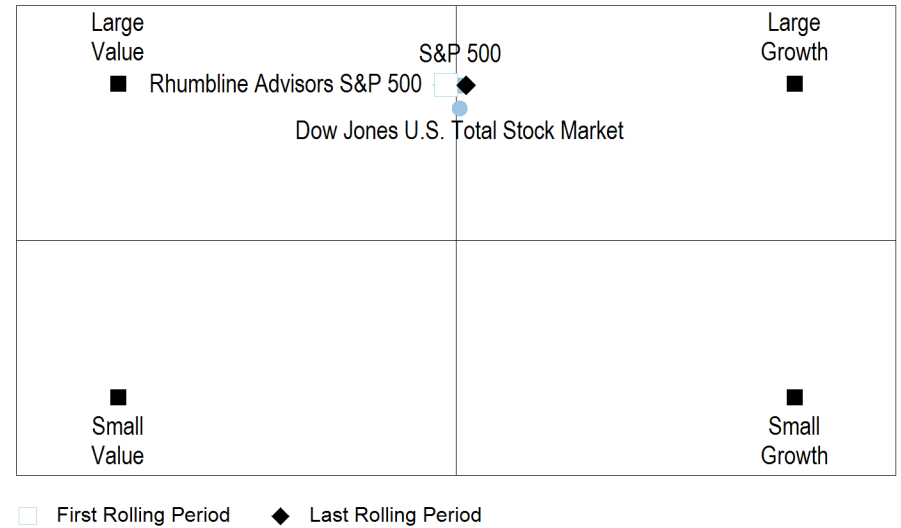 Large
Value
Large
Growth
S&P 500
Rhumbline Advisors S&P 500
Dow Jones U.S. Total Stock Market
Small
Value
Small
Growth
First Rolling Period
Last Rolling Period